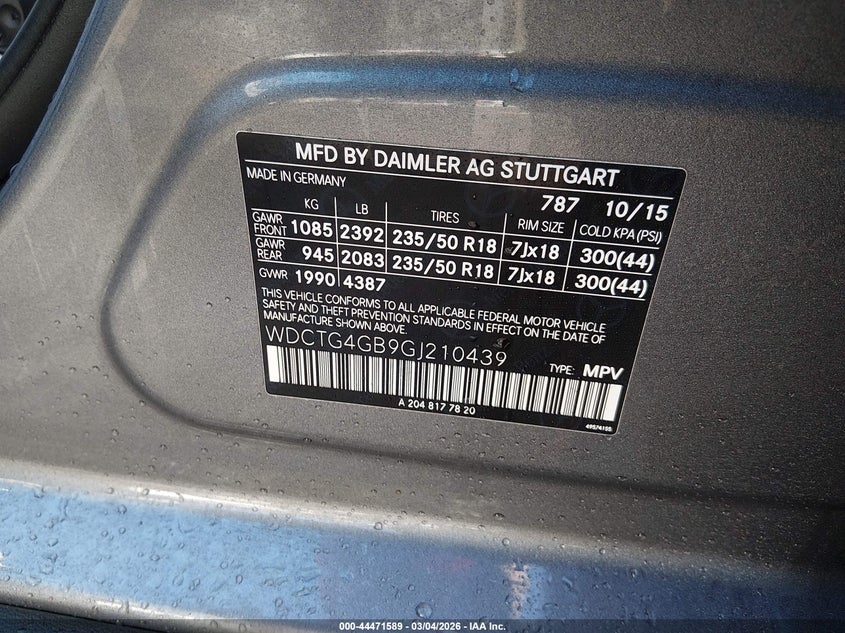 MFD BY DAIMLER AG STUTTGART
MADE IN GERMANY 787 10/15
KG LB TIRES RIM SIZE COLD KPA (PSI)
GAWR FRONT 1085 2392 235/50 R18 7Jx18 300(44)
GAWR REAR 945 2083 235/50 R18 7Jx18 300(44)
GVWR 1990 4387
THIS VEHICLE CONFORMS TO ALL APPLICABLE FEDERAL MOTOR VEHICLE
SAFETY AND THEFT PREVENTION STANDARDS IN EFFECT ON THE DATE OF
MANUFACTURE SHOWN ABOVE.
WDCTG4GB9GJ210439 TYPE: MPV
A 204 817 78 20
000-44471589 - 03/04/2026 - IAA Inc.